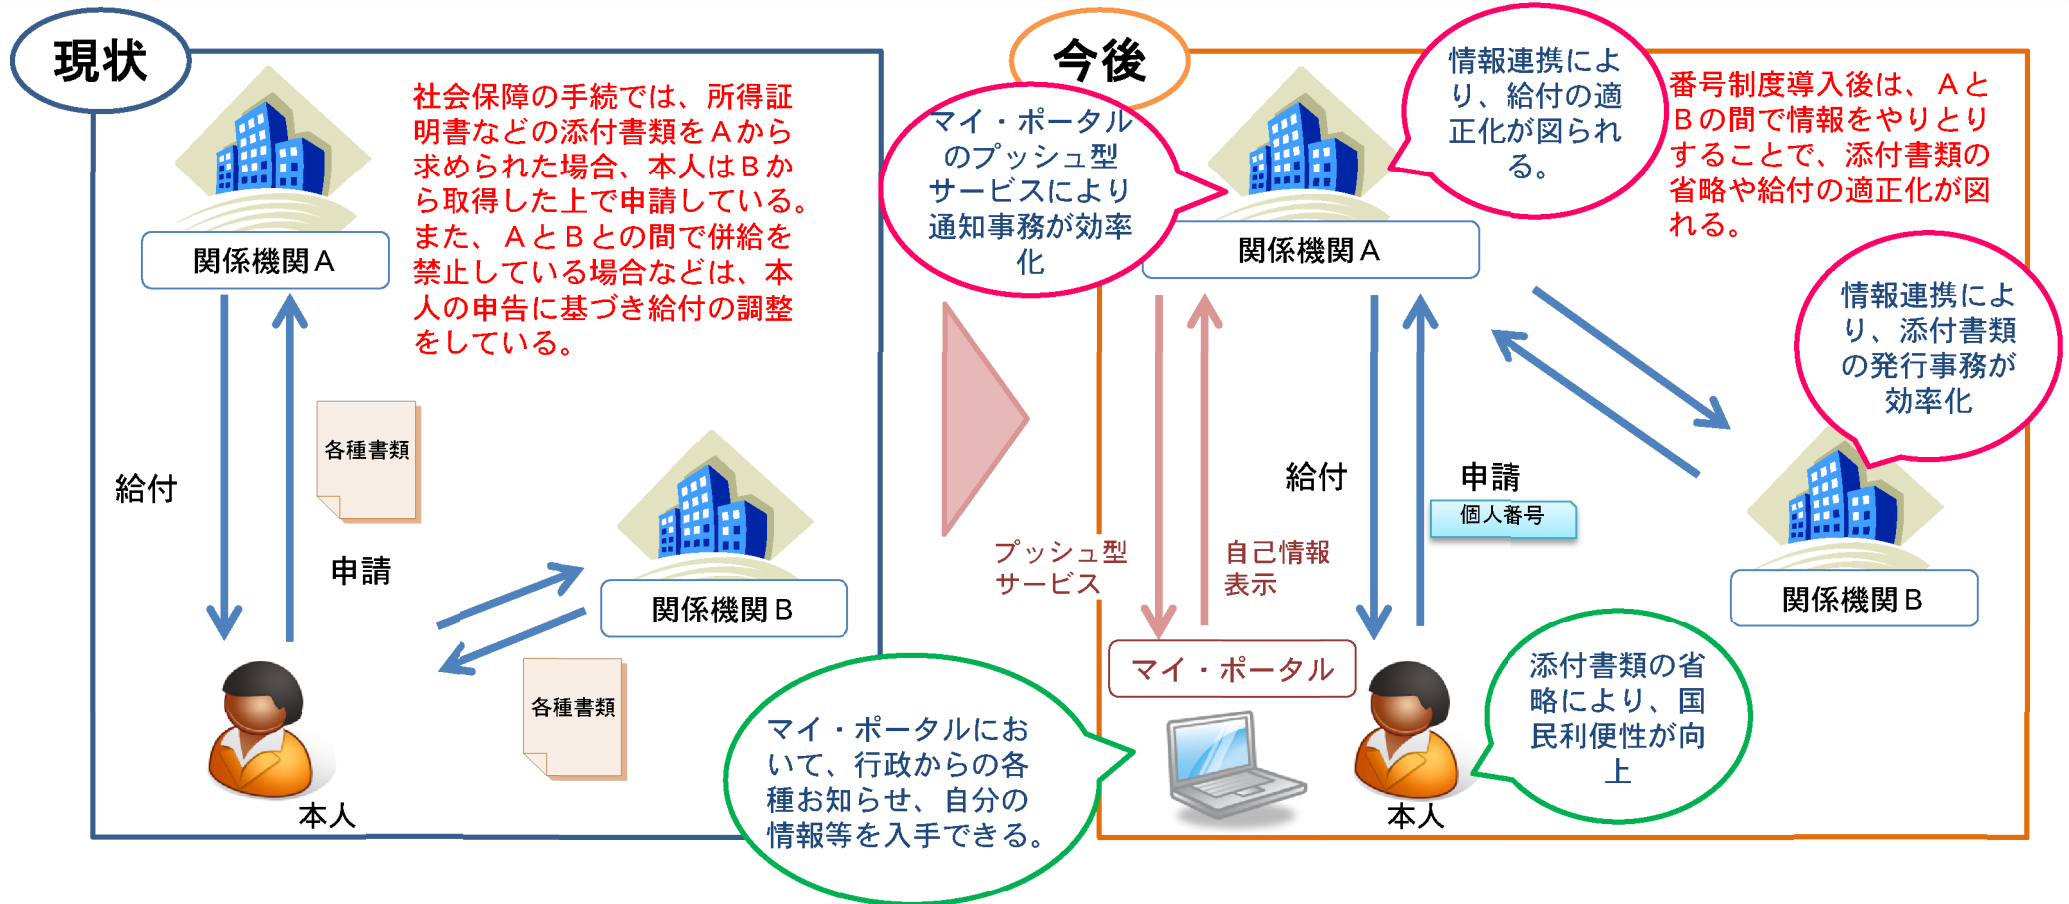 現状
社会保障の手続では、所得証
明書などの添付書類をＡから
求められた場合、本人はＢか
ら取得した上で申請している。
また、ＡとＢとの間で併給を
禁止している場合などは、本
人の申告に基づき給付の調整
をしている。
関係機関Ａ
各種書類
給付
申請
関係機関Ｂ
各種書類
本人
今後
マイ・ポータル
のプッシュ型
サービスにより
通知事務が効率
化
情報連携によ
り、給付の適
正化が図られ
る。
番号制度導入後は、Ａと
Ｂの間で情報をやりとり
することで、添付書類の
省略や給付の適正化が図
れる。
関係機関Ａ
情報連携によ
り、添付書類
の発行事務が
効率化
給付
申請
個人番号
プッシュ型
サービス
自己情報
表示
関係機関Ｂ
マイ・ポータル
添付書類の省
略により、国
民利便性が向
上
マイ・ポータルにお
いて、行政からの各
種お知らせ、自分の
情報等を入手できる。
本人